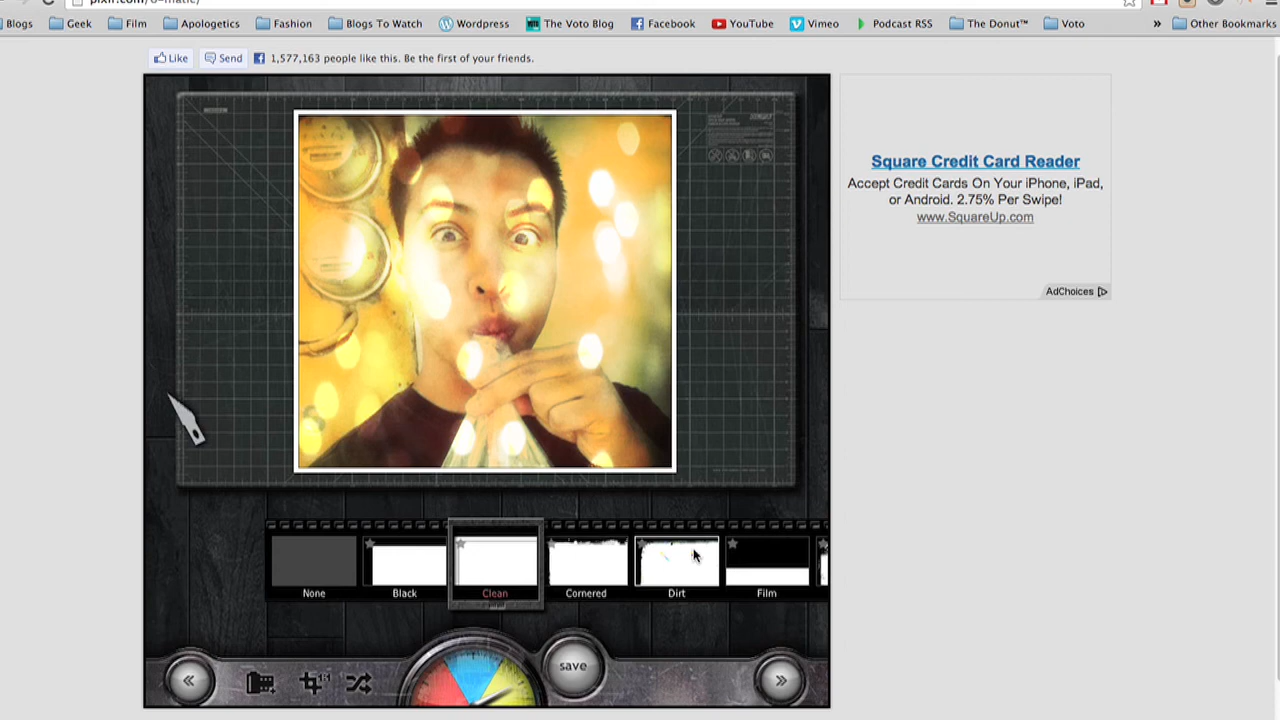 pixlr.com/o-matic/
Blogs Geek Film Apologetics Fashion Blogs To Watch Wordpress The Voto Blog Facebook YouTube Vimeo Podcast RSS The Donut™ Voto » Other Bookmarks
Like Send 1,577,163 people like this. Be the first of your friends.
Square Credit Card Reader
Accept Credit Cards On Your iPhone, iPad,
or Android. 2.75% Per Swipe!
www.SquareUp.com
AdChoices
None Black Clean Cornered Dirt Film
save